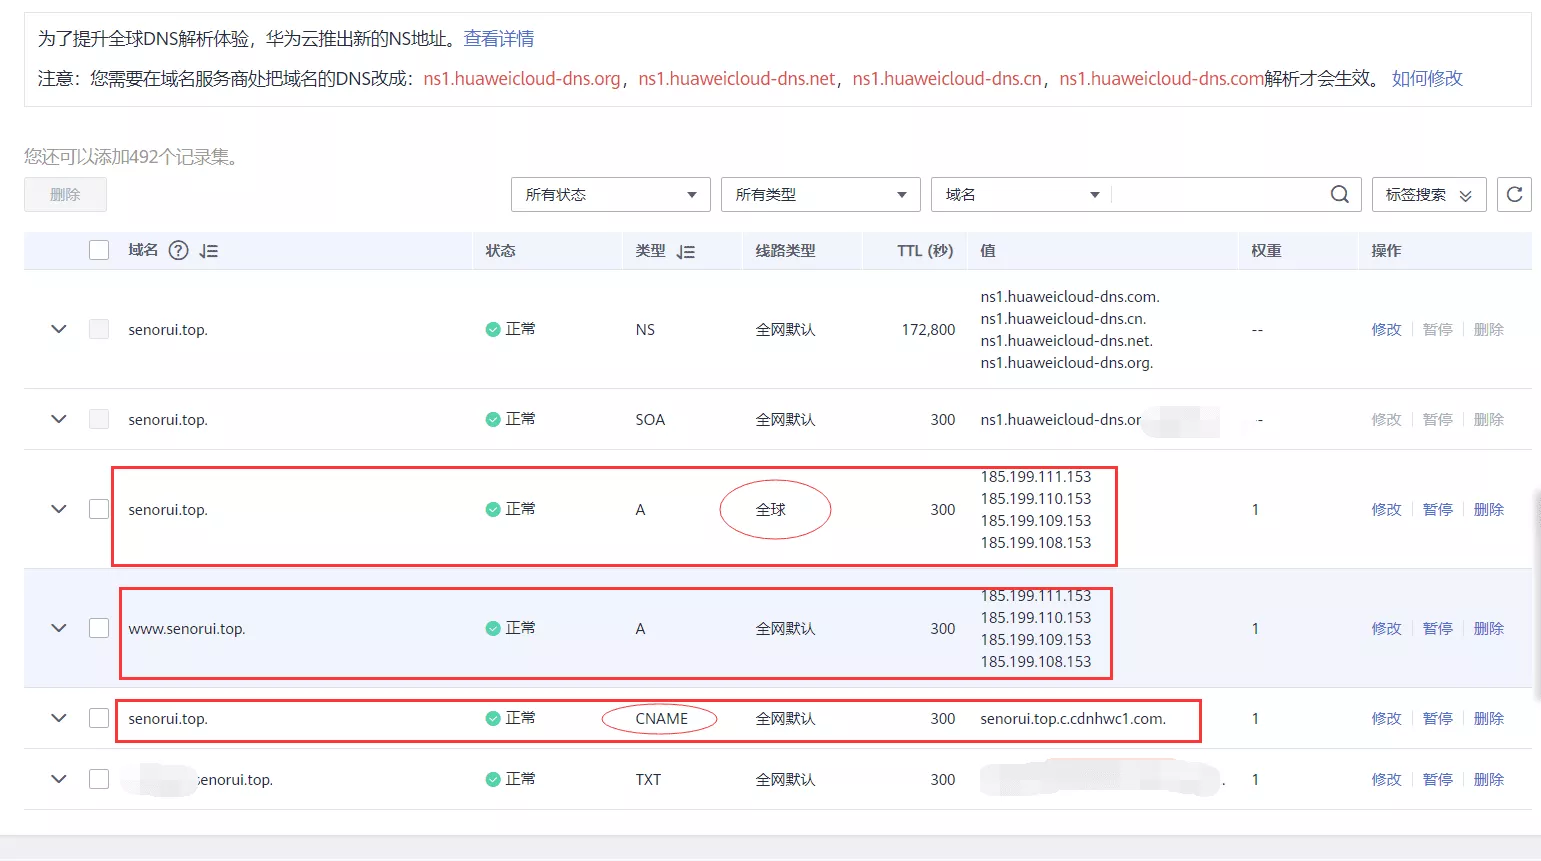 为了提升全球DNS解析体验，华为云推出新的NS地址。查看详情
注意：您需要在域名服务商处把域名的DNS改成：ns1.huaweicloud-dns.org，ns1.huaweicloud-dns.net，ns1.huaweicloud-dns.cn，ns1.huaweicloud-dns.com解析才会生效。 如何修改
您还可以添加492个记录集。
删除 所有状态 所有类型 域名 标签搜索
域名 状态 类型 线路类型 TTL (秒) 值 权重 操作
senorui.top. 正常 NS 全网默认 172,800 ns1.huaweicloud-dns.com. -- 修改 暂停 删除
ns1.huaweicloud-dns.cn.
ns1.huaweicloud-dns.net.
ns1.huaweicloud-dns.org.
senorui.top. 正常 SOA 全网默认 300 ns1.huaweicloud-dns.or - 修改 暂停 删除
senorui.top. 正常 A 全球 300 185.199.111.153 1 修改 暂停 删除
185.199.110.153
185.199.109.153
185.199.108.153
www.senorui.top. 正常 A 全网默认 300 185.199.111.153 1 修改 暂停 删除
185.199.110.153
185.199.109.153
185.199.108.153
senorui.top. 正常 CNAME 全网默认 300 senorui.top.c.cdnhwc1.com. 1 修改 暂停 删除
senorui.top. 正常 TXT 全网默认 300 . 1 修改 暂停 删除